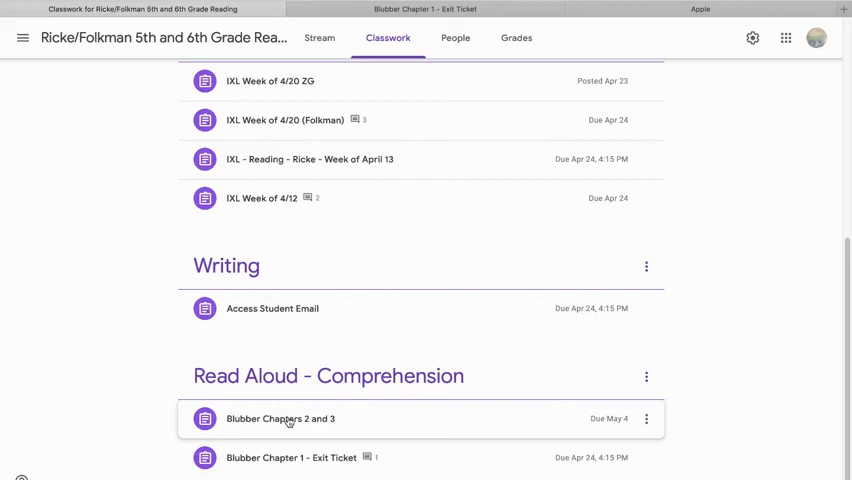 Classwork for Ricke/Folkman 5th and 6th Grade Reading
Blubber Chapter 1 - Exit Ticket
Apple
+
Ricke/Folkman 5th and 6th Grade Rea...
Stream
Classwork
People
Grades
IXL Week of 4/20 ZG
Posted Apr 23
IXL Week of 4/20 (Folkman) 3
Due Apr 24
IXL - Reading - Ricke - Week of April 13
Due Apr 24, 4:15 PM
IXL Week of 4/12 2
Due Apr 24
Writing
Access Student Email
Due Apr 24, 4:15 PM
Read Aloud - Comprehension
Blubber Chapters 2 and 3
Due May 4
Blubber Chapter 1 - Exit Ticket 1
Due Apr 24, 4:15 PM